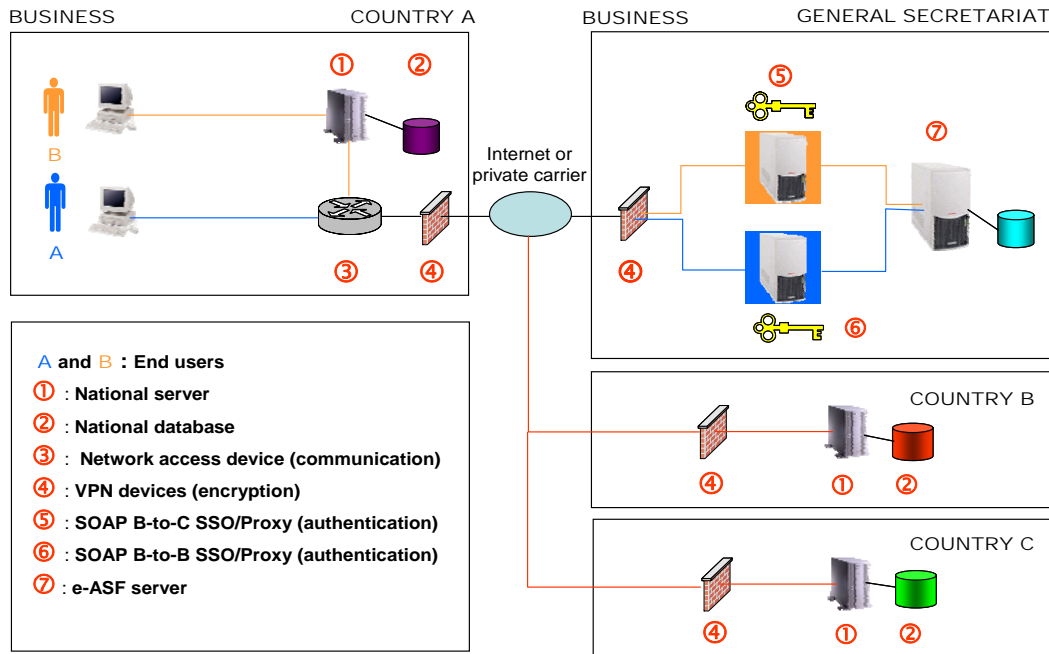 BUSINESS COUNTRY A
① ②
B
A
③ ④
Internet or
private carrier
BUSINESS GENERAL SECRETARIAT
⑤
⑦
④
⑥
A and B : End users
① : National server
② : National database
③ : Network access device (communication)
④ : VPN devices (encryption)
⑤ : SOAP B-to-C SSO/Proxy (authentication)
⑥ : SOAP B-to-B SSO/Proxy (authentication)
⑦ : e-ASF server
COUNTRY B
④ ① ②
COUNTRY C
④ ① ②